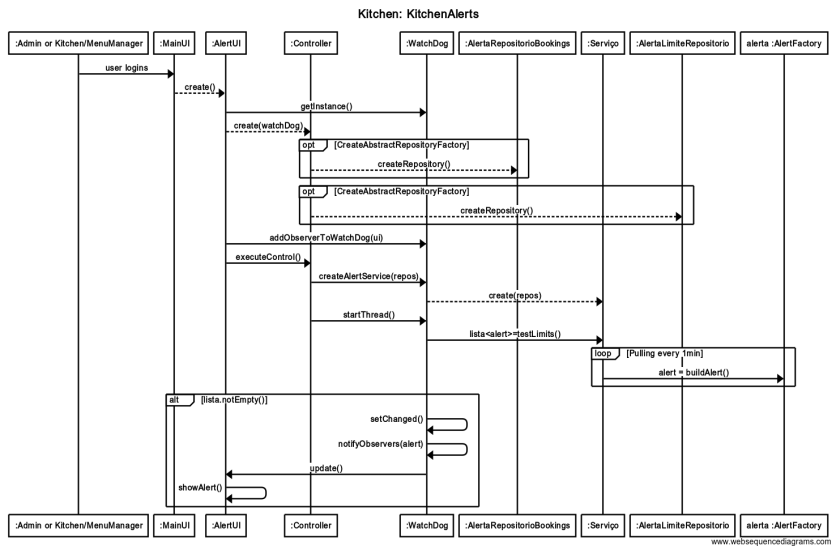 Kitchen: KitchenAlerts
:Admin or Kitchen/MenuManager :MainUI :AlertUI :Controller :WatchDog :AlertaRepositorioBookings :Serviço :AlertaLimiteRepositorio alerta :AlertFactory
user logins
create()
getInstance()
create(watchDog)
opt [CreateAbstractRepositoryFactory]
createRepository()
opt [CreateAbstractRepositoryFactory]
createRepository()
addObserverToWatchDog(ui)
executeControl()
createAlertService(repos)
create(repos)
startThread()
lista<alert>=testLimits()
loop [Pulling every 1min]
alert = buildAlert()
alt [lista.notEmpty()]
setChanged()
notifyObservers(alert)
update()
showAlert()
:Admin or Kitchen/MenuManager :MainUI :AlertUI :Controller :WatchDog :AlertaRepositorioBookings :Serviço :AlertaLimiteRepositorio alerta :AlertFactory
www.websequencediagrams.com